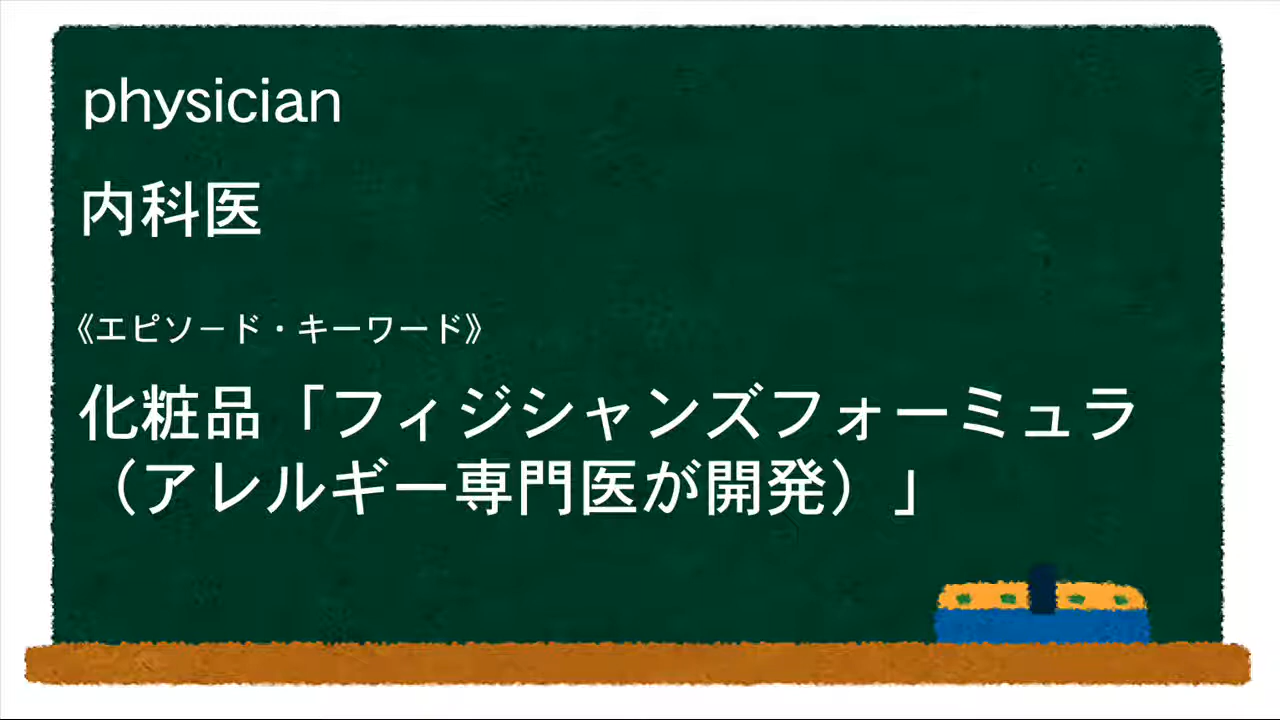 physician
内科医
《エピソード・キーワード》
化粧品「フィジシャンズフォーミュラ
（アレルギー専門医が開発）」